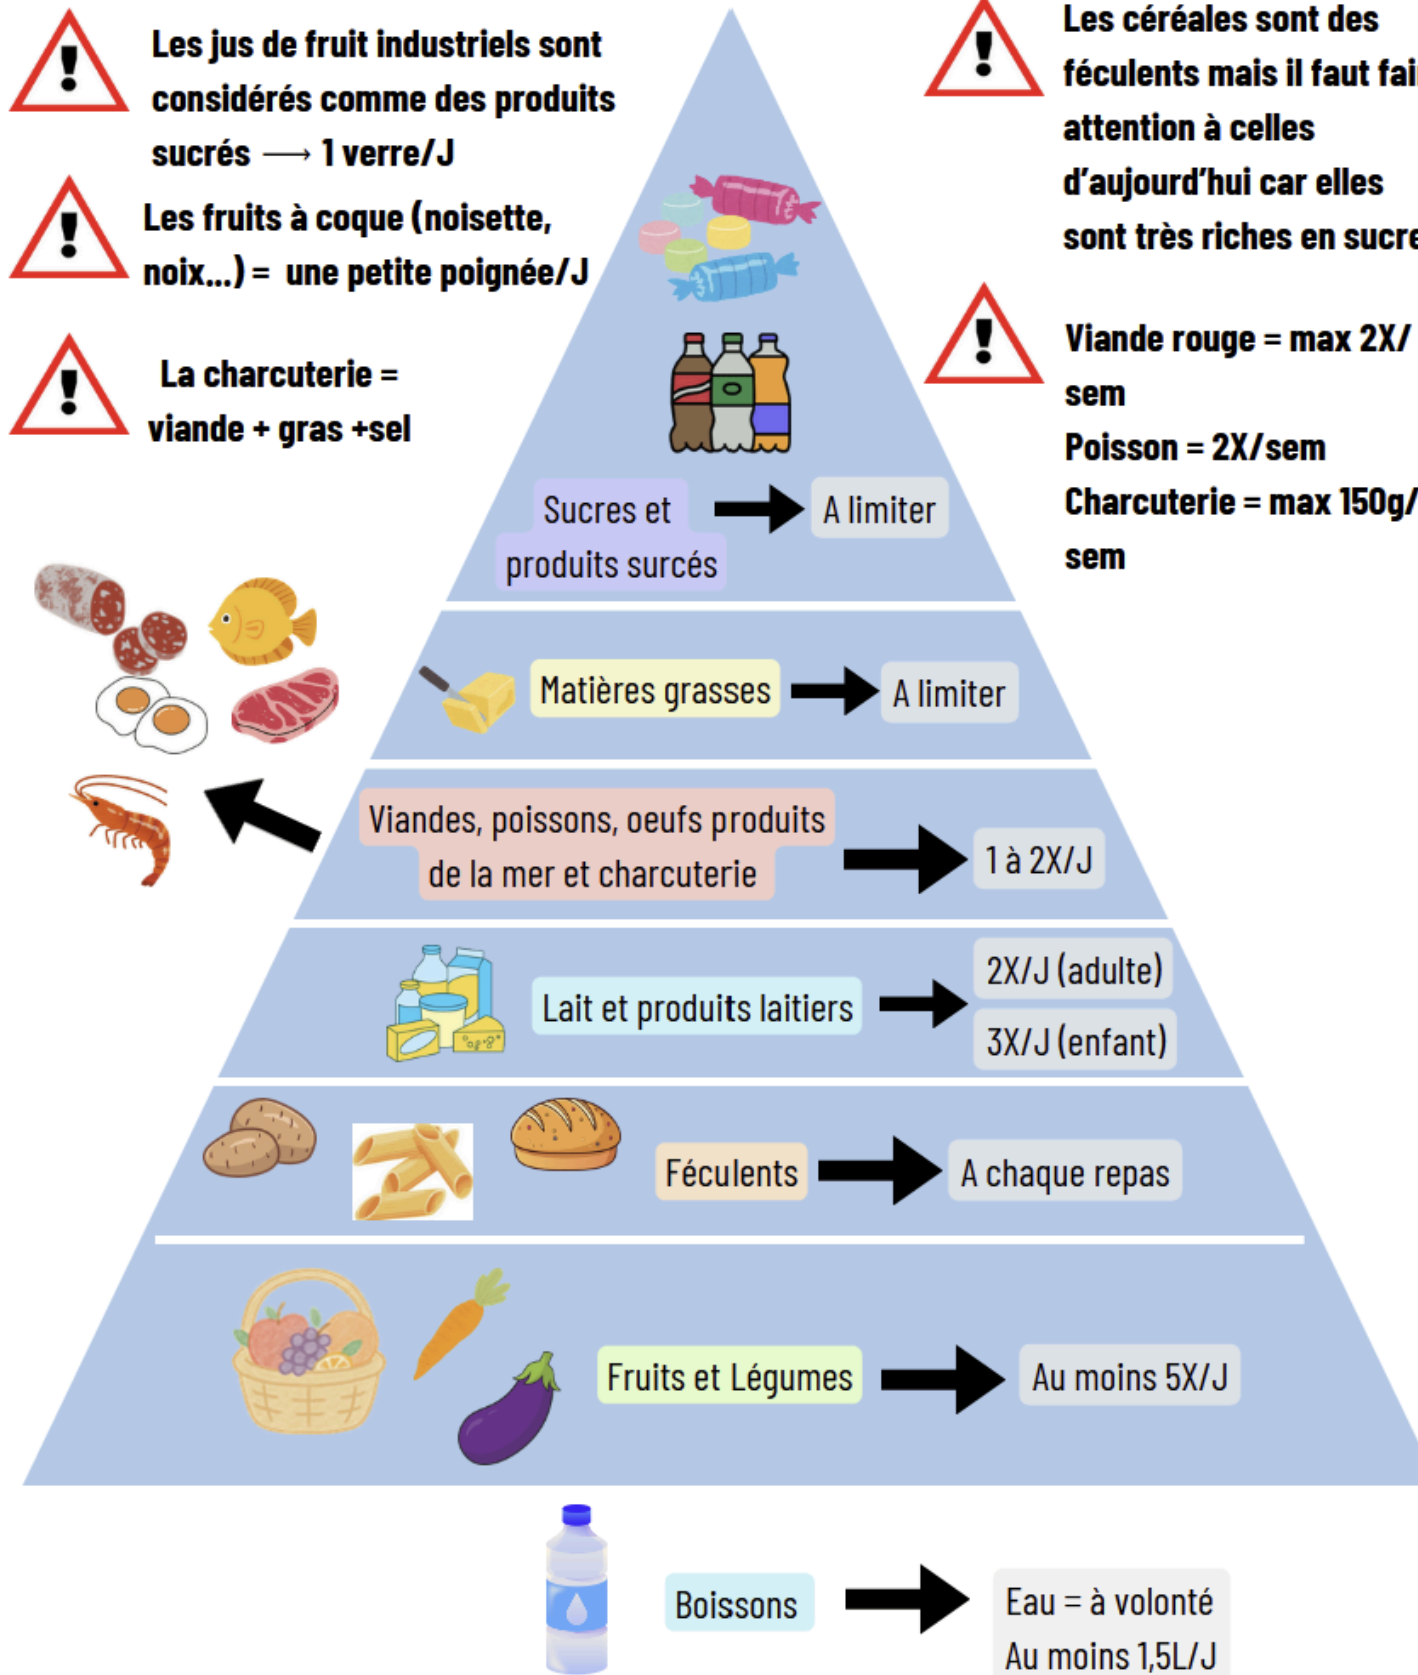 Les jus de fruit industriels sont
considérés comme des produits
sucrés → 1 verre/J
Les fruits à coque (noisette,
noix...) = une petite poignée/J
La charcuterie =
viande + gras +sel
Les céréales sont des
féculents mais il faut fair
attention à celles
d'aujourd'hui car elles
sont très riches en sucre
Viande rouge = max 2X/
sem
Poisson = 2X/sem
Charcuterie = max 150g/
sem
Sucres et
produits surcés
A limiter
Matières grasses
A limiter
Viandes, poissons, oeufs produits
de la mer et charcuterie
1 à 2X/J
Lait et produits laitiers
2X/J (adulte)
3X/J (enfant)
Féculents
A chaque repas
Fruits et Légumes
Au moins 5X/J
Boissons
Eau = à volonté
Au moins 1,5L/J